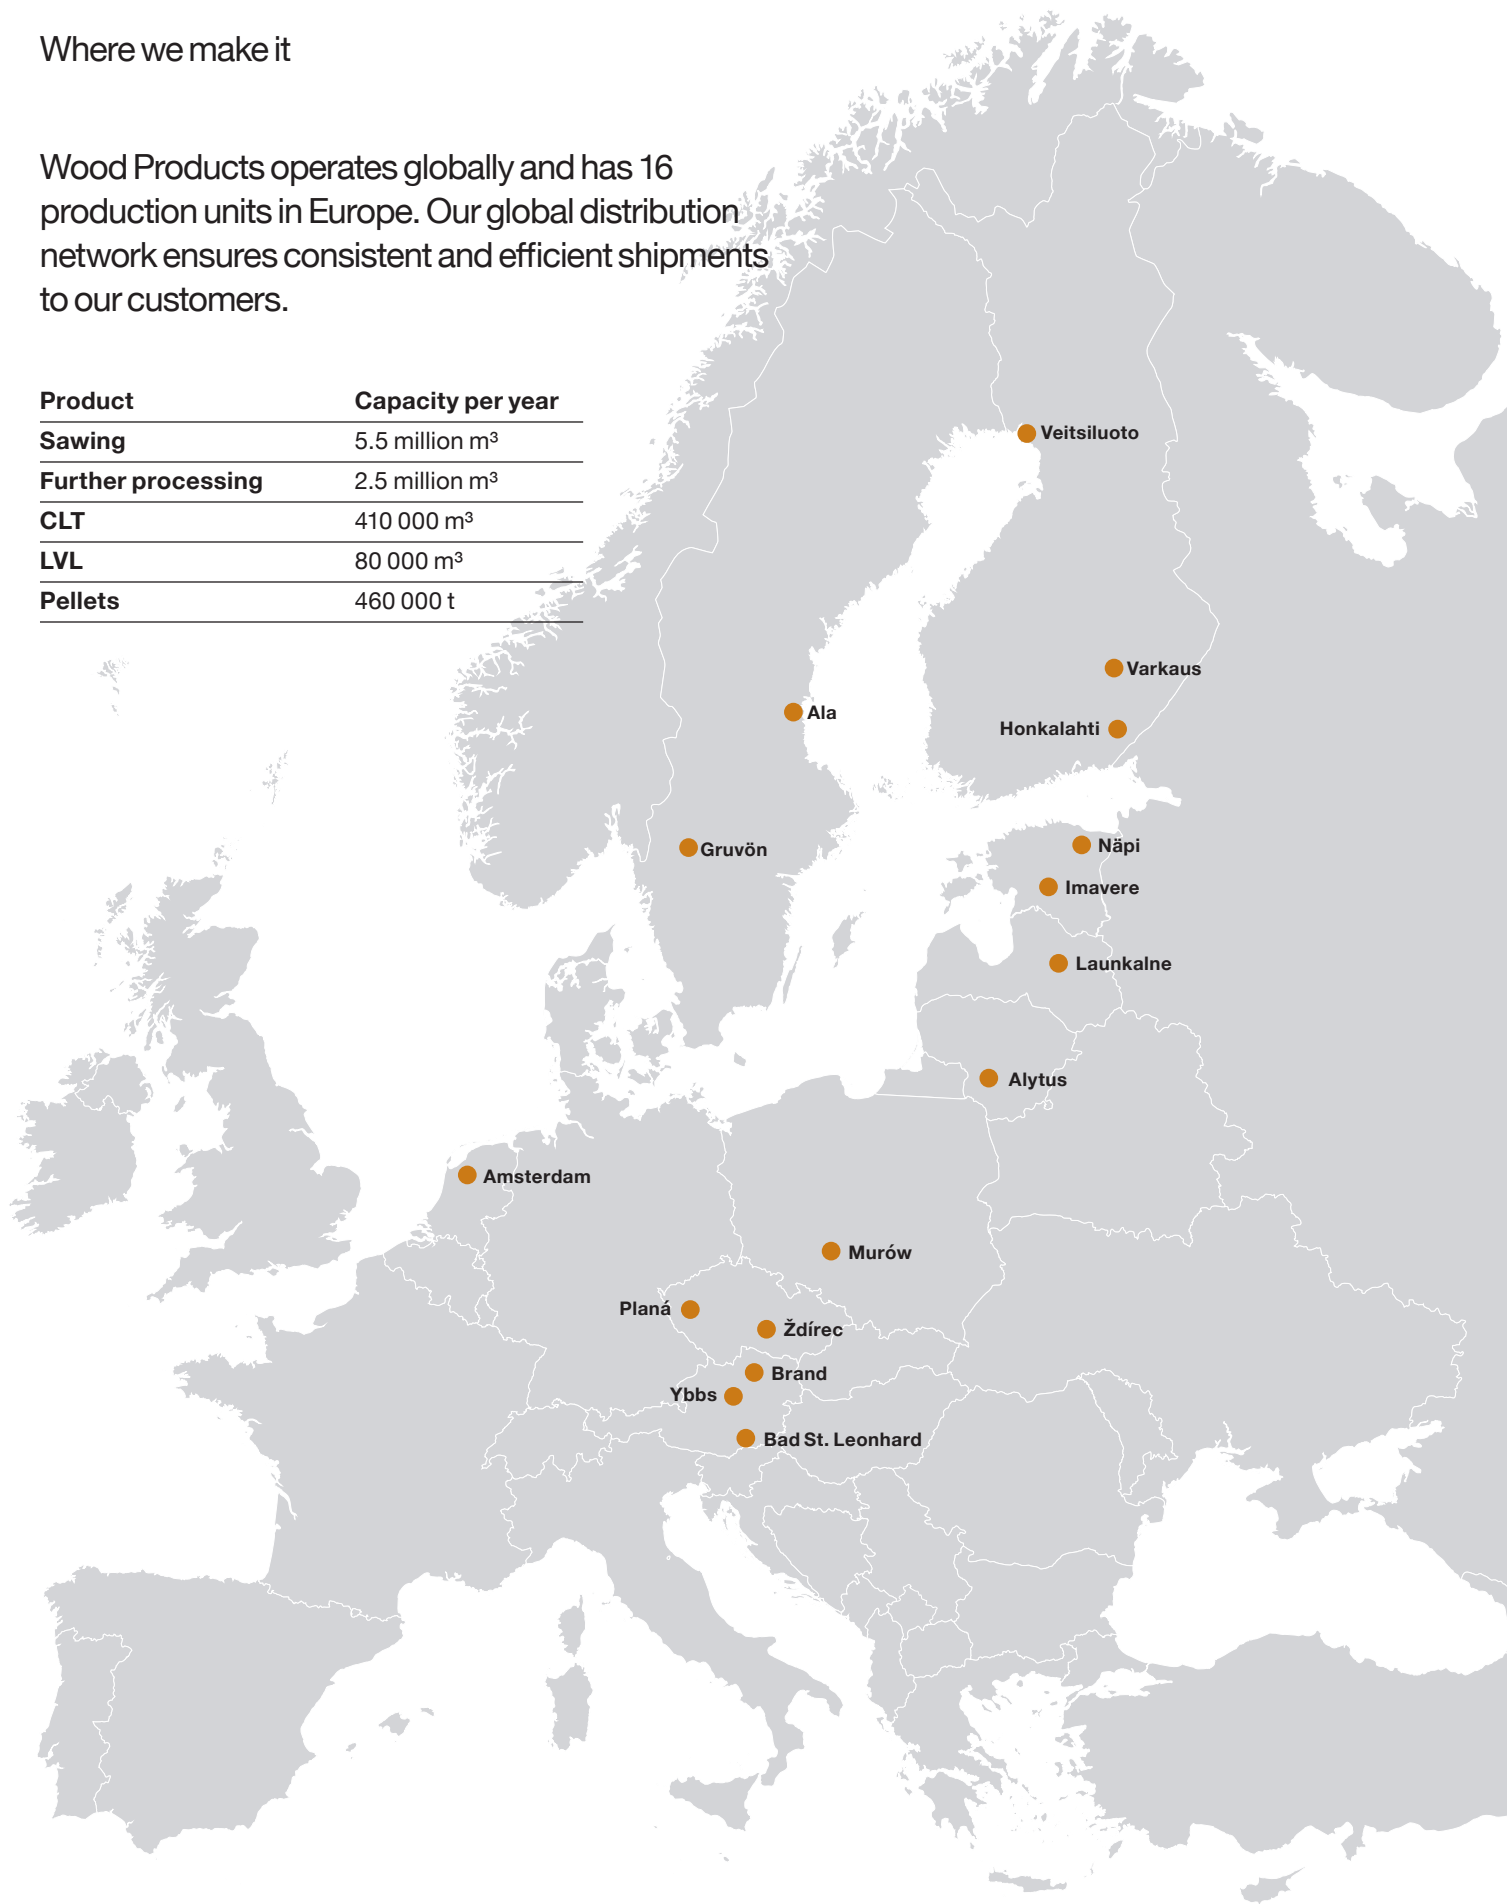 Where we make it
Wood Products operates globally and has 16
production units in Europe. Our global distribution
network ensures consistent and efficient shipments
to our customers.
Product Capacity per year
Sawing 5.5 million m³
Further processing 2.5 million m³
CLT 410 000 m³
LVL 80 000 m³
Pellets 460 000 t
Veitsiluoto
Varkaus
Ala
Honkalahti
Gruvön
Näpi
Imavere
Launkalne
Alytus
Amsterdam
Murów
Planá
Ždírec
Brand
Ybbs
Bad St. Leonhard